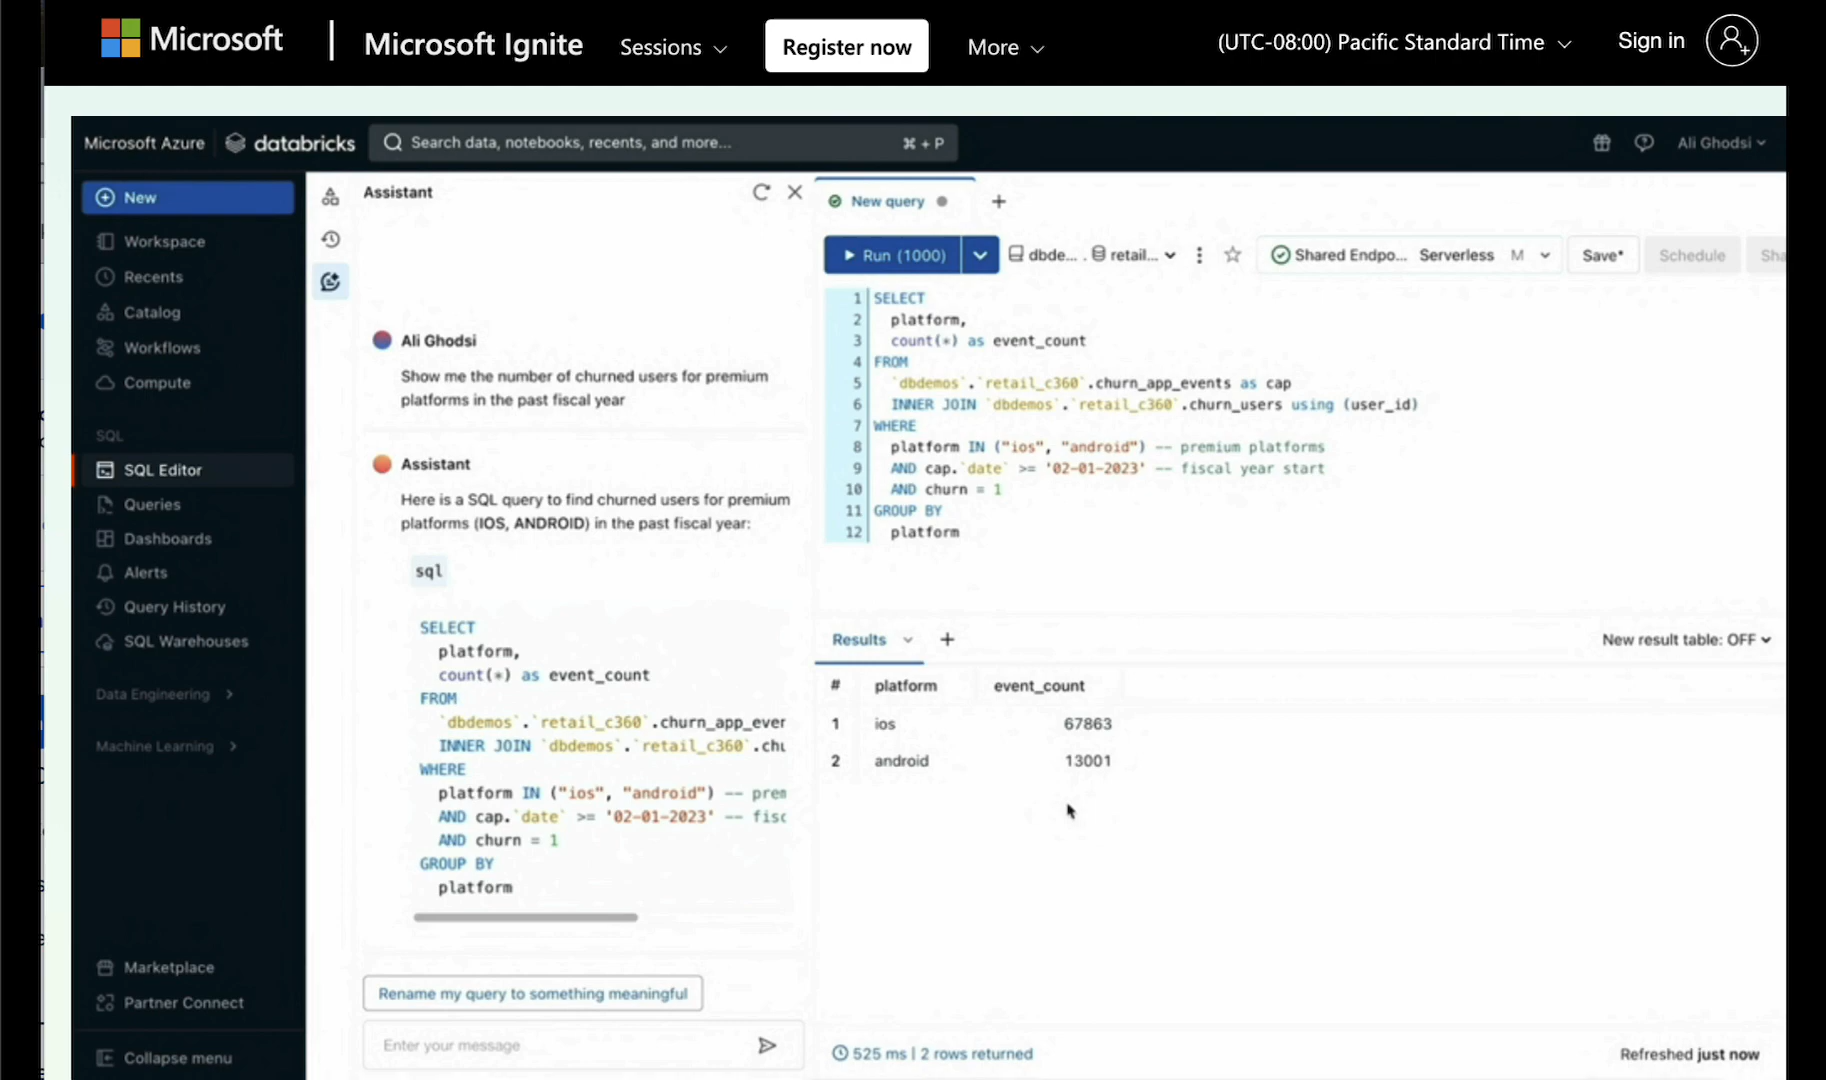 Microsoft
Microsoft Ignite
Sessions
Register now
More
(UTC-08:00) Pacific Standard Time
Sign in
Microsoft Azure
databricks
Search data, notebooks, recents, and more...
⌘ + P
Ali Ghodsi
New
Workspace
Recents
Catalog
Workflows
Compute
SQL
SQL Editor
Queries
Dashboards
Alerts
Query History
SQL Warehouses
Data Engineering
Machine Learning
Marketplace
Partner Connect
Collapse menu
Assistant
Ali Ghodsi
Show me the number of churned users for premium
platforms in the past fiscal year
Assistant
Here is a SQL query to find churned users for premium
platforms (IOS, ANDROID) in the past fiscal year:
sql
SELECT
platform,
count(*) as event_count
FROM
`dbdemos`.`retail_c360`.churn_app_ever
INNER JOIN `dbdemos`.`retail_c360`.chu
WHERE
platform IN ("ios", "android") -- prem
AND cap.`date` >= '02-01-2023' -- fisc
AND churn = 1
GROUP BY
platform
Rename my query to something meaningful
Enter your message
New query
+
Run (1000)
dbde... . retail...
Shared Endpo... Serverless M
Save*
Schedule
Sha
1 SELECT
2 platform,
3 count(*) as event_count
4 FROM
5 `dbdemos`.`retail_c360`.churn_app_events as cap
6 INNER JOIN `dbdemos`.`retail_c360`.churn_users using (user_id)
7 WHERE
8 platform IN ("ios", "android") -- premium platforms
9 AND cap.`date` >= '02-01-2023' -- fiscal year start
10 AND churn = 1
11 GROUP BY
12 platform
Results
+
New result table: OFF
# platform event_count
1 ios 67863
2 android 13001
525 ms | 2 rows returned
Refreshed just now